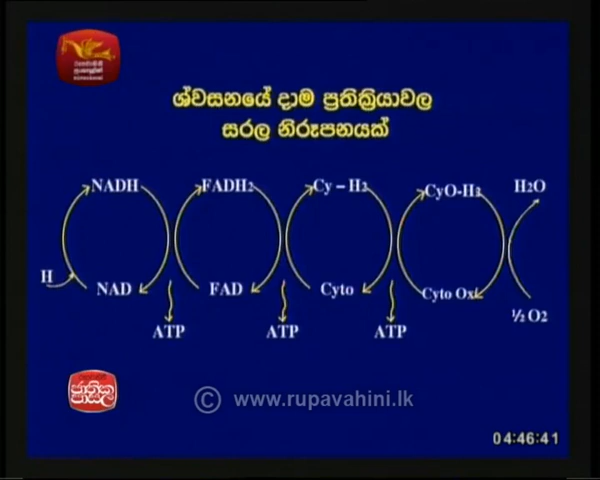 ශ්වසනයේ දාම ප්‍රතික්‍රියාවල
සරල නිරූපනයක්
NADH FADH2 Cy – H2 CyO-H2 H2O
H
NAD FAD Cyto Cyto Ox ½ O2
ATP ATP ATP
ජාතික
පාසල
© www.rupavahini.lk
04:46:41